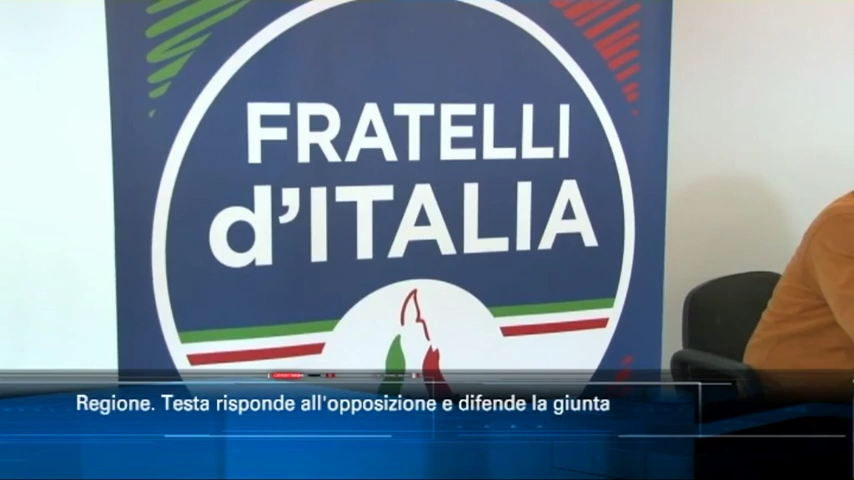 FRATELLI
d'ITALIA
Regione. Testa risponde all'opposizione e difende la giunta